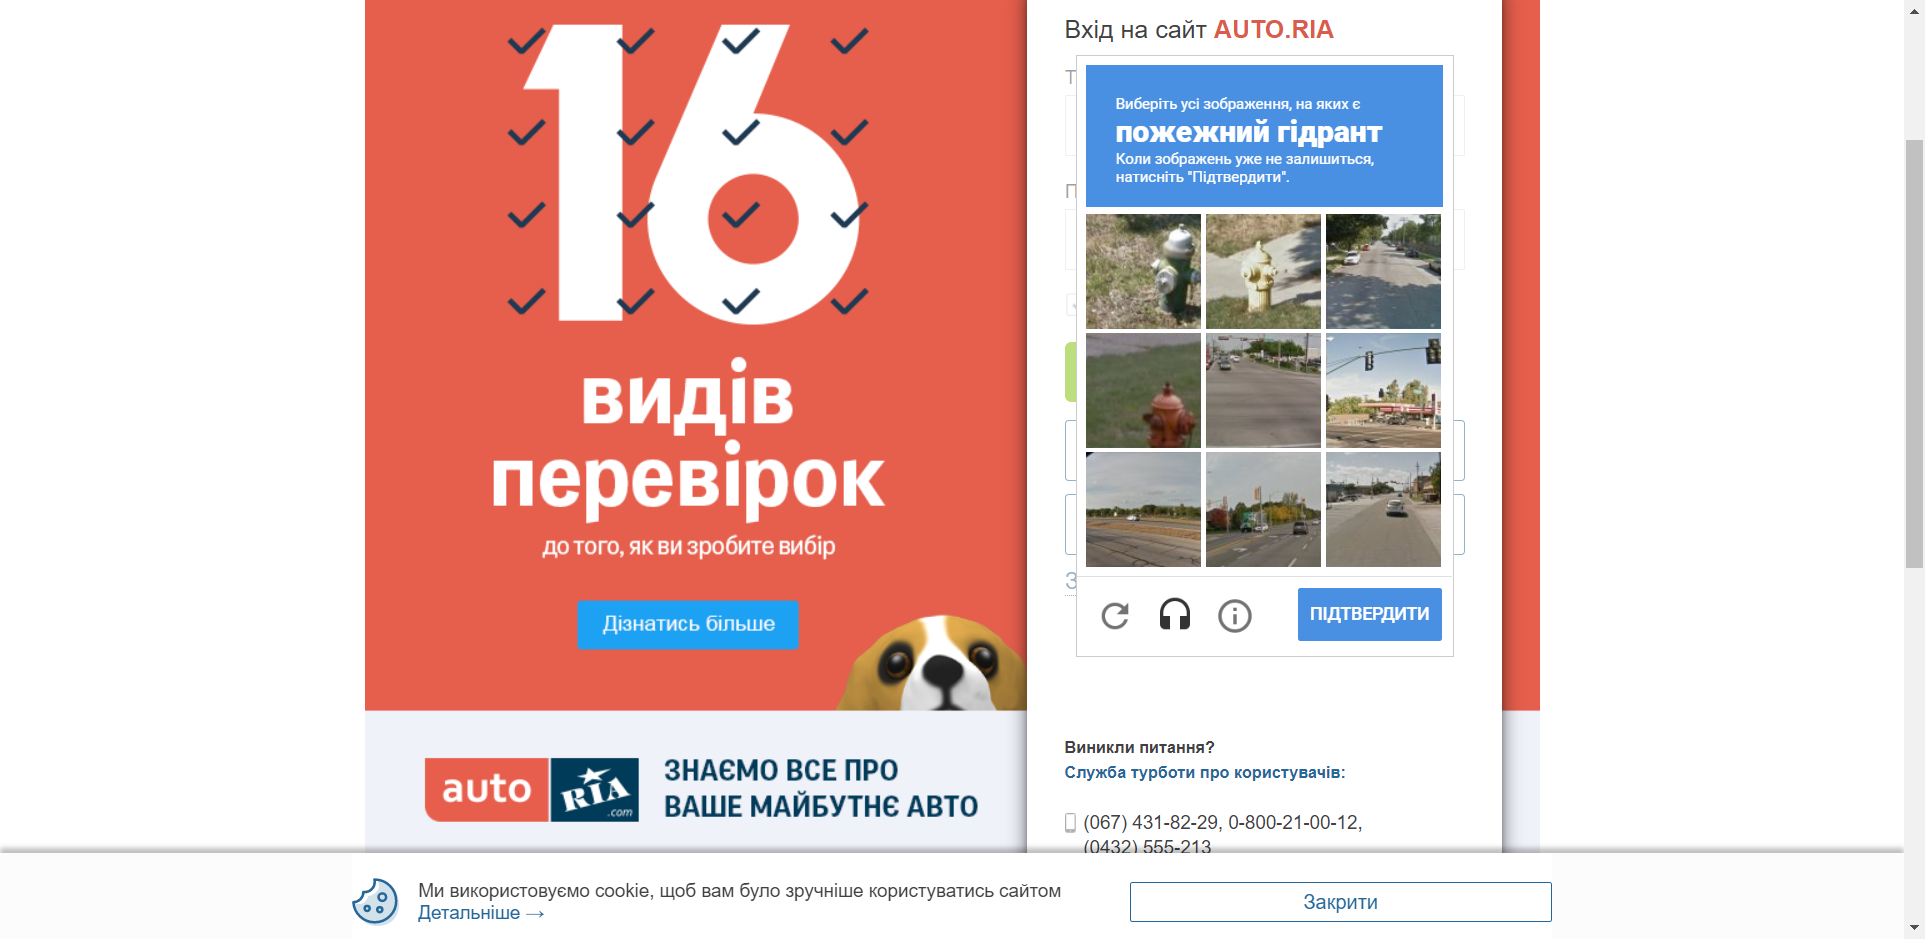 16
видів
перевірок
до того, як ви зробите вибір
Дізнатись більше
auto
RIA
.com
ЗНАЄМО ВСЕ ПРО
ВАШЕ МАЙБУТНЄ АВТО
Вхід на сайт AUTO.RIA
Т
П
З
Виберіть усі зображення, на яких є
пожежний гідрант
Коли зображень уже не залишиться,
натисніть "Підтвердити".
ПІДТВЕРДИТИ
Виникли питання?
Служба турботи про користувачів:
(067) 431-82-29, 0-800-21-00-12,
(0432) 555-213
Ми використовуємо cookie, щоб вам було зручніше користуватись сайтом
Детальніше →
Закрити